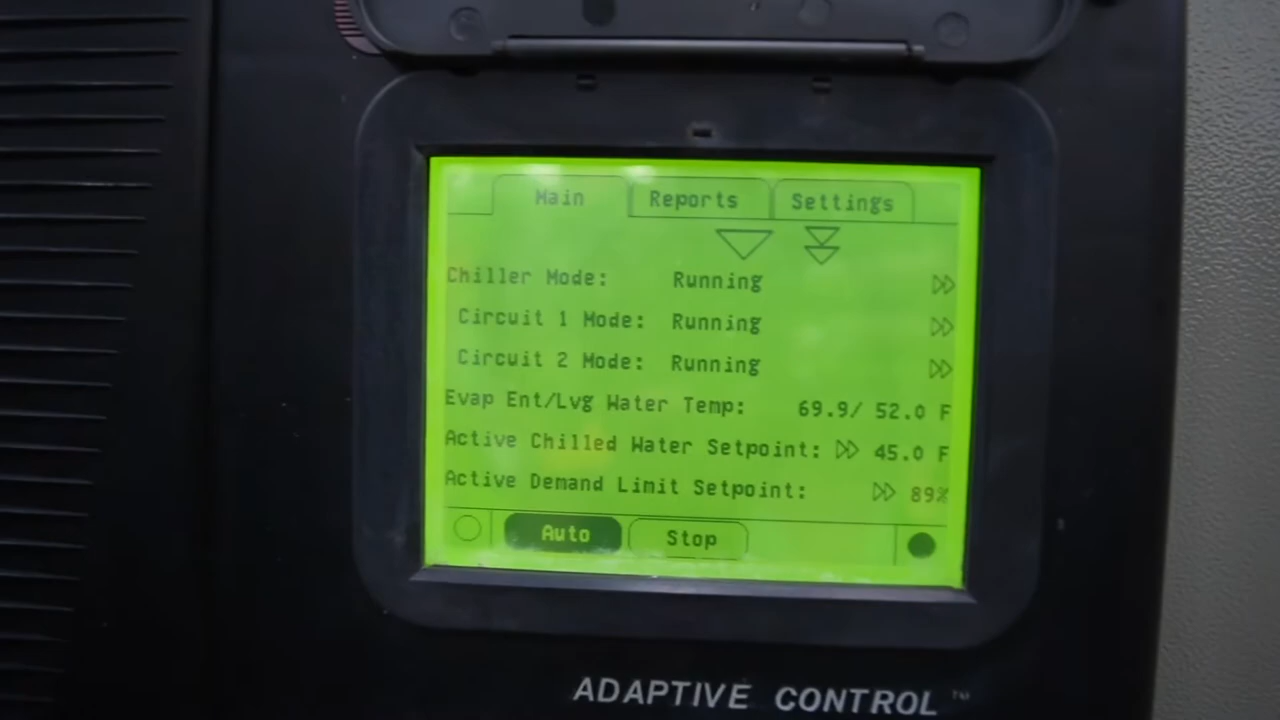 Main Reports Settings
Chiller Mode: Running
Circuit 1 Mode: Running
Circuit 2 Mode: Running
Evap Ent/Lvg Water Temp: 69.9/ 52.0 F
Active Chilled Water Setpoint: 45.0 F
Active Demand Limit Setpoint: 89%
Auto Stop
ADAPTIVE CONTROL™